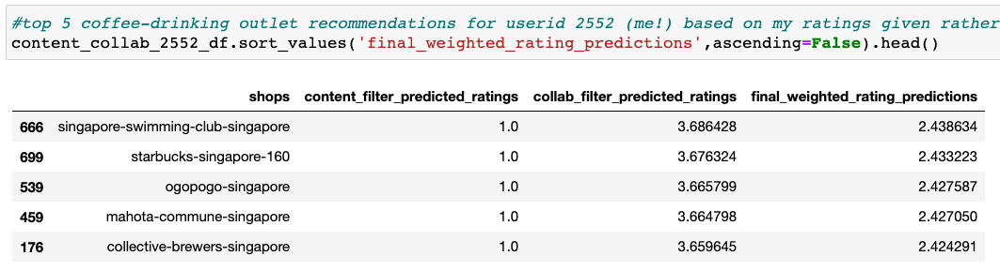 #top 5 coffee-drinking outlet recommendations for userid 2552 (me!) based on my ratings given rather
content_collab_2552_df.sort_values('final_weighted_rating_predictions',ascending=False).head()
shops content_filter_predicted_ratings collab_filter_predicted_ratings final_weighted_rating_predictions
666 singapore-swimming-club-singapore 1.0 3.686428 2.438634
699 starbucks-singapore-160 1.0 3.676324 2.433223
539 ogopogo-singapore 1.0 3.665799 2.427587
459 mahota-commune-singapore 1.0 3.664798 2.427050
176 collective-brewers-singapore 1.0 3.659645 2.424291